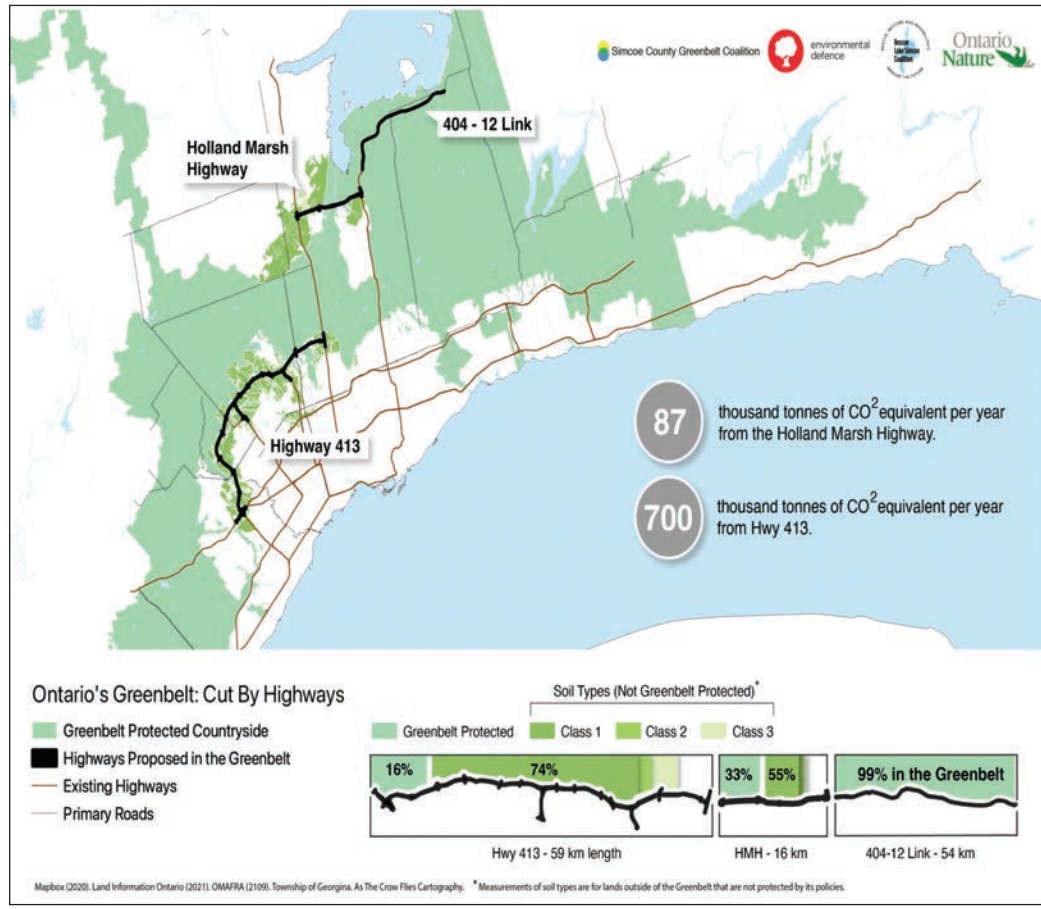 Simcoe County Greenbelt Coalition
environmental
defence
Rescue
Lake Simcoe
Coalition
Ontario
Nature
404 - 12 Link
Holland Marsh
Highway
Highway 413
87
thousand tonnes of CO2 equivalent per year
from the Holland Marsh Highway.
700
thousand tonnes of CO2 equivalent per year
from Hwy 413.
Ontario's Greenbelt: Cut By Highways
Greenbelt Protected Countryside
Highways Proposed in the Greenbelt
Existing Highways
Primary Roads
Soil Types (Not Greenbelt Protected)*
Greenbelt Protected Class 1 Class 2 Class 3
16% 74% 33% 55% 99% in the Greenbelt
Hwy 413 - 59 km length HMH - 16 km 404-12 Link - 54 km
Mapbox (2020). Land Information Ontario (2021). OMAFRA (2109). Township of Georgina. As The Crow Flies Cartography. *Measurements of soil types are for lands outside of the Greenbelt that are not protected by its policies.